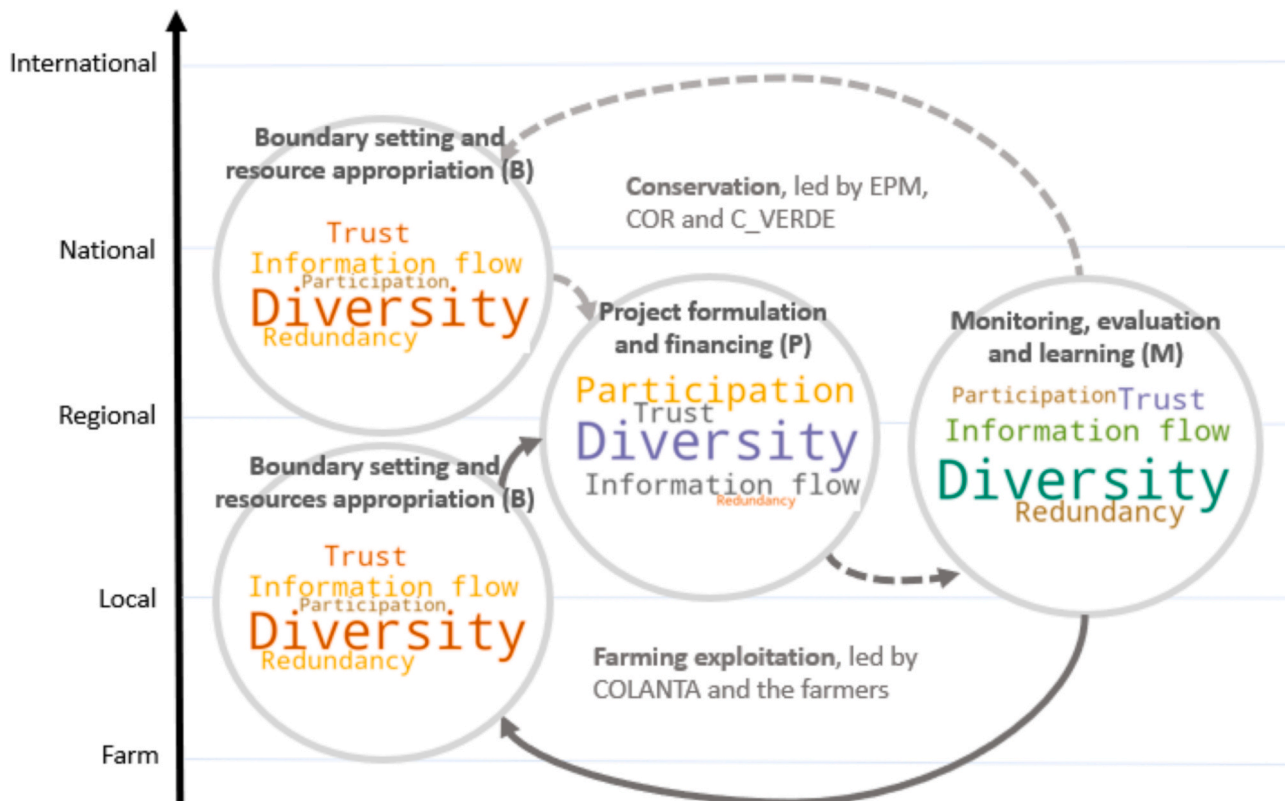 International
National
Regional
Local
Farm
Boundary setting and
resource appropriation (B)
Trust
Information flow
Participation
Diversity
Redundancy
Boundary setting and
resources appropriation (B)
Trust
Information flow
Participation
Diversity
Redundancy
Conservation, led by EPM,
COR and C_VERDE
Project formulation
and financing (P)
Participation
Trust
Diversity
Information flow
Redundancy
Monitoring, evaluation
and learning (M)
Participation Trust
Information flow
Diversity
Redundancy
Farming exploitation, led by
COLANTA and the farmers